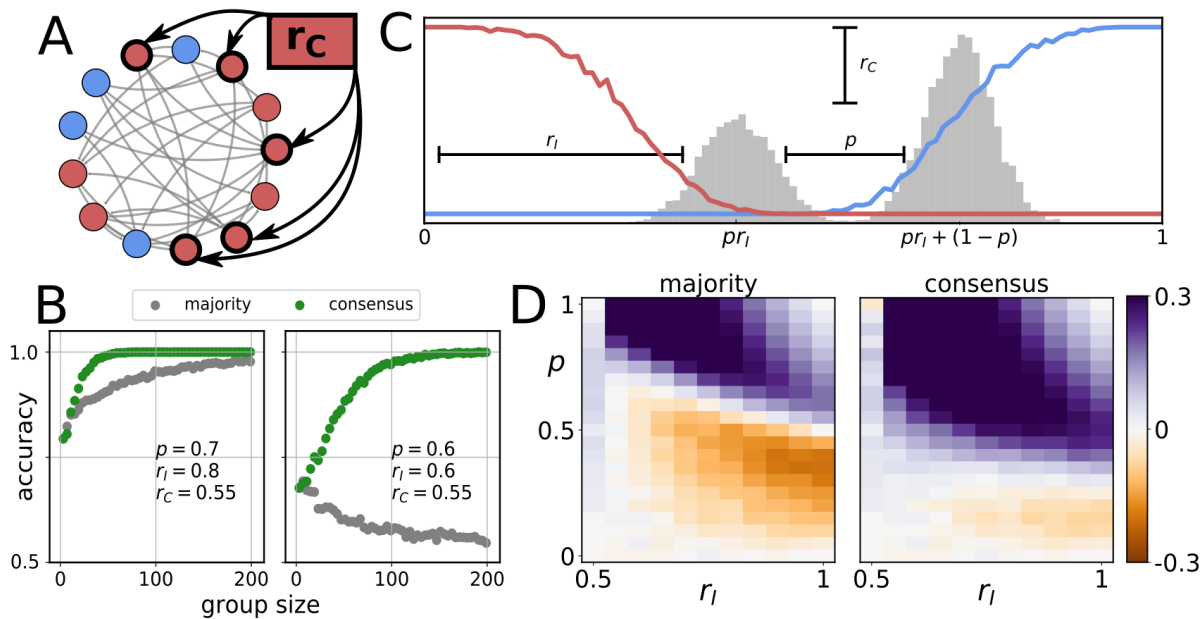 A
r_C
C
r_C
r_I
p
0
pr_I
pr_I + (1 − p)
1
B
majority
consensus
accuracy
1.0
0.5
p = 0.7
r_I = 0.8
r_C = 0.55
p = 0.6
r_I = 0.6
r_C = 0.55
0
100
200
0
100
200
group size
D
majority
consensus
1
p
0.5
0
0.5
r_I
1
0.5
r_I
1
0.3
0
-0.3